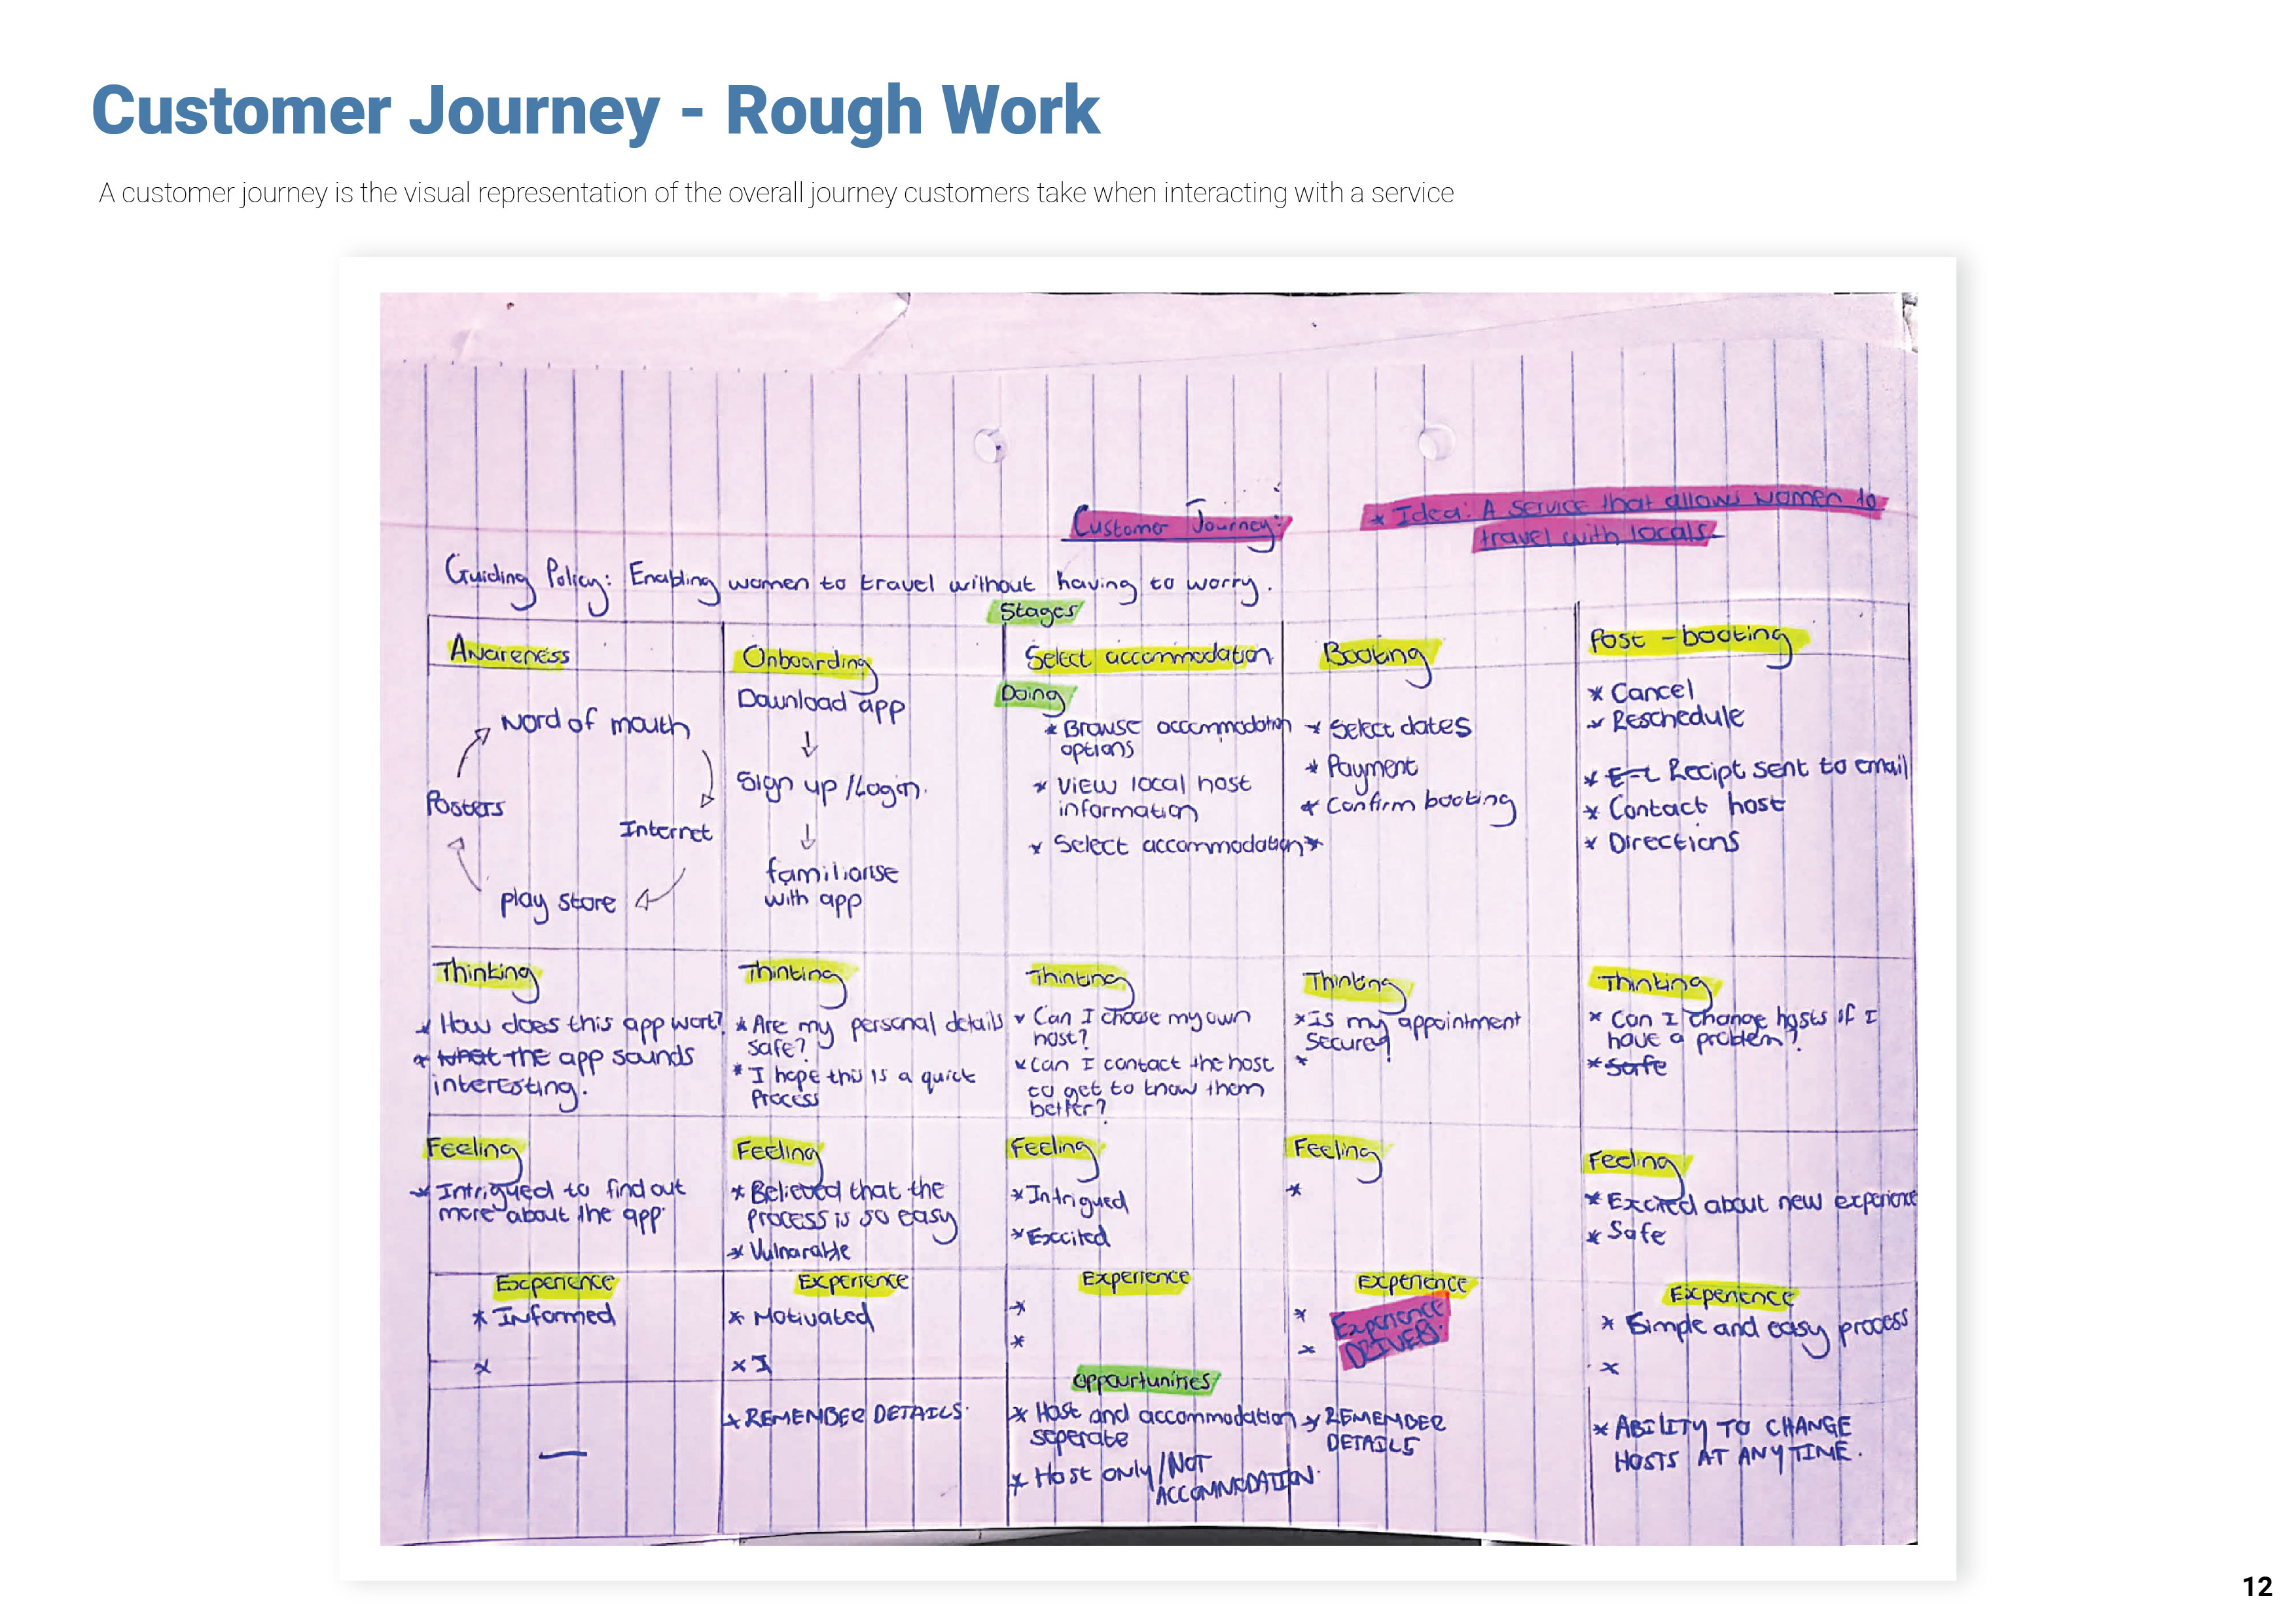 Customer Journey - Rough Work
A customer journey is the visual representation of the overall journey customers take when interacting with a service
Customer Journey:
* Idea: A service that allows women to
travel with locals.
Guiding Policy: Enabling women to travel without having to worry.
Stages
Awareness
Word of mouth
Internet
play store
Posters
Onboarding
Download app
↓
Sign up /Login.
↓
familiarise
with app
Select accommodation
Doing
* Browse accommodation
options
* View local host
information
* Select accommodation
Booking
* Select dates
* Payment
* Confirm booking
*
Post - booking
* Cancel
* Reschedule
* Recipt sent to email
* Contact host
* Directions
Thinking
* How does this app work?
* what the app sounds
interesting.
Thinking
* Are my personal details
safe?
* I hope this is a quick
process
Thinking
* Can I choose my own
host?
* Can I contact the host
to get to know them
better?
Thinking
* Is my appointment
secured
*
Thinking
* Can I change hosts if I
have a problem?
* Safe
Feeling
* Intrigued to find out
more about the app.
Feeling
* Believed that the
process is so easy
* Vulnarable
Feeling
* Intrigued
* Excited
Feeling
*
Feeling
* Excited about new experience
* Safe
Experience
* Informed
*
Experience
* Motivated
* I
Experience
*
*
Experience
* Experience
* DRIVEN.
Experience
* Simple and easy process
*
Oppourtunities
—
* REMEMBER DETAILS.
* Host and accommodation
seperate
* Host only /NOT
ACCOMMODATION.
* REMEMBER
DETAILS
* ABILITY TO CHANGE
HOSTS AT ANYTIME.
12